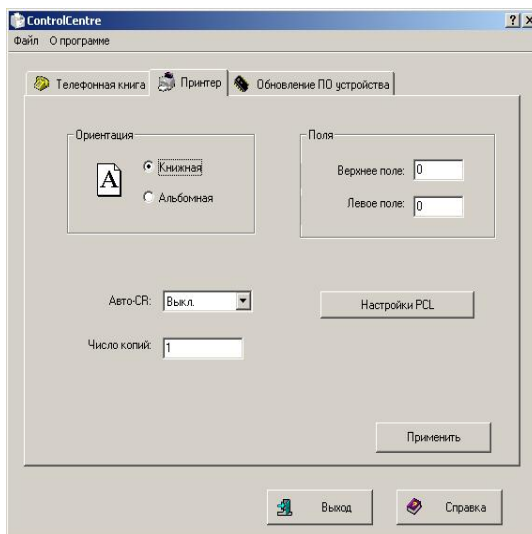 ControlCentre
Файл О программе
Телефонная книга Принтер Обновление ПО устройства
Ориентация
A
Книжная
Альбомная
Поля
Верхнее поле: 0
Левое поле: 0
Авто-CR: Выкл.
Настройки PCL
Число копий: 1
Применить
Выход Справка